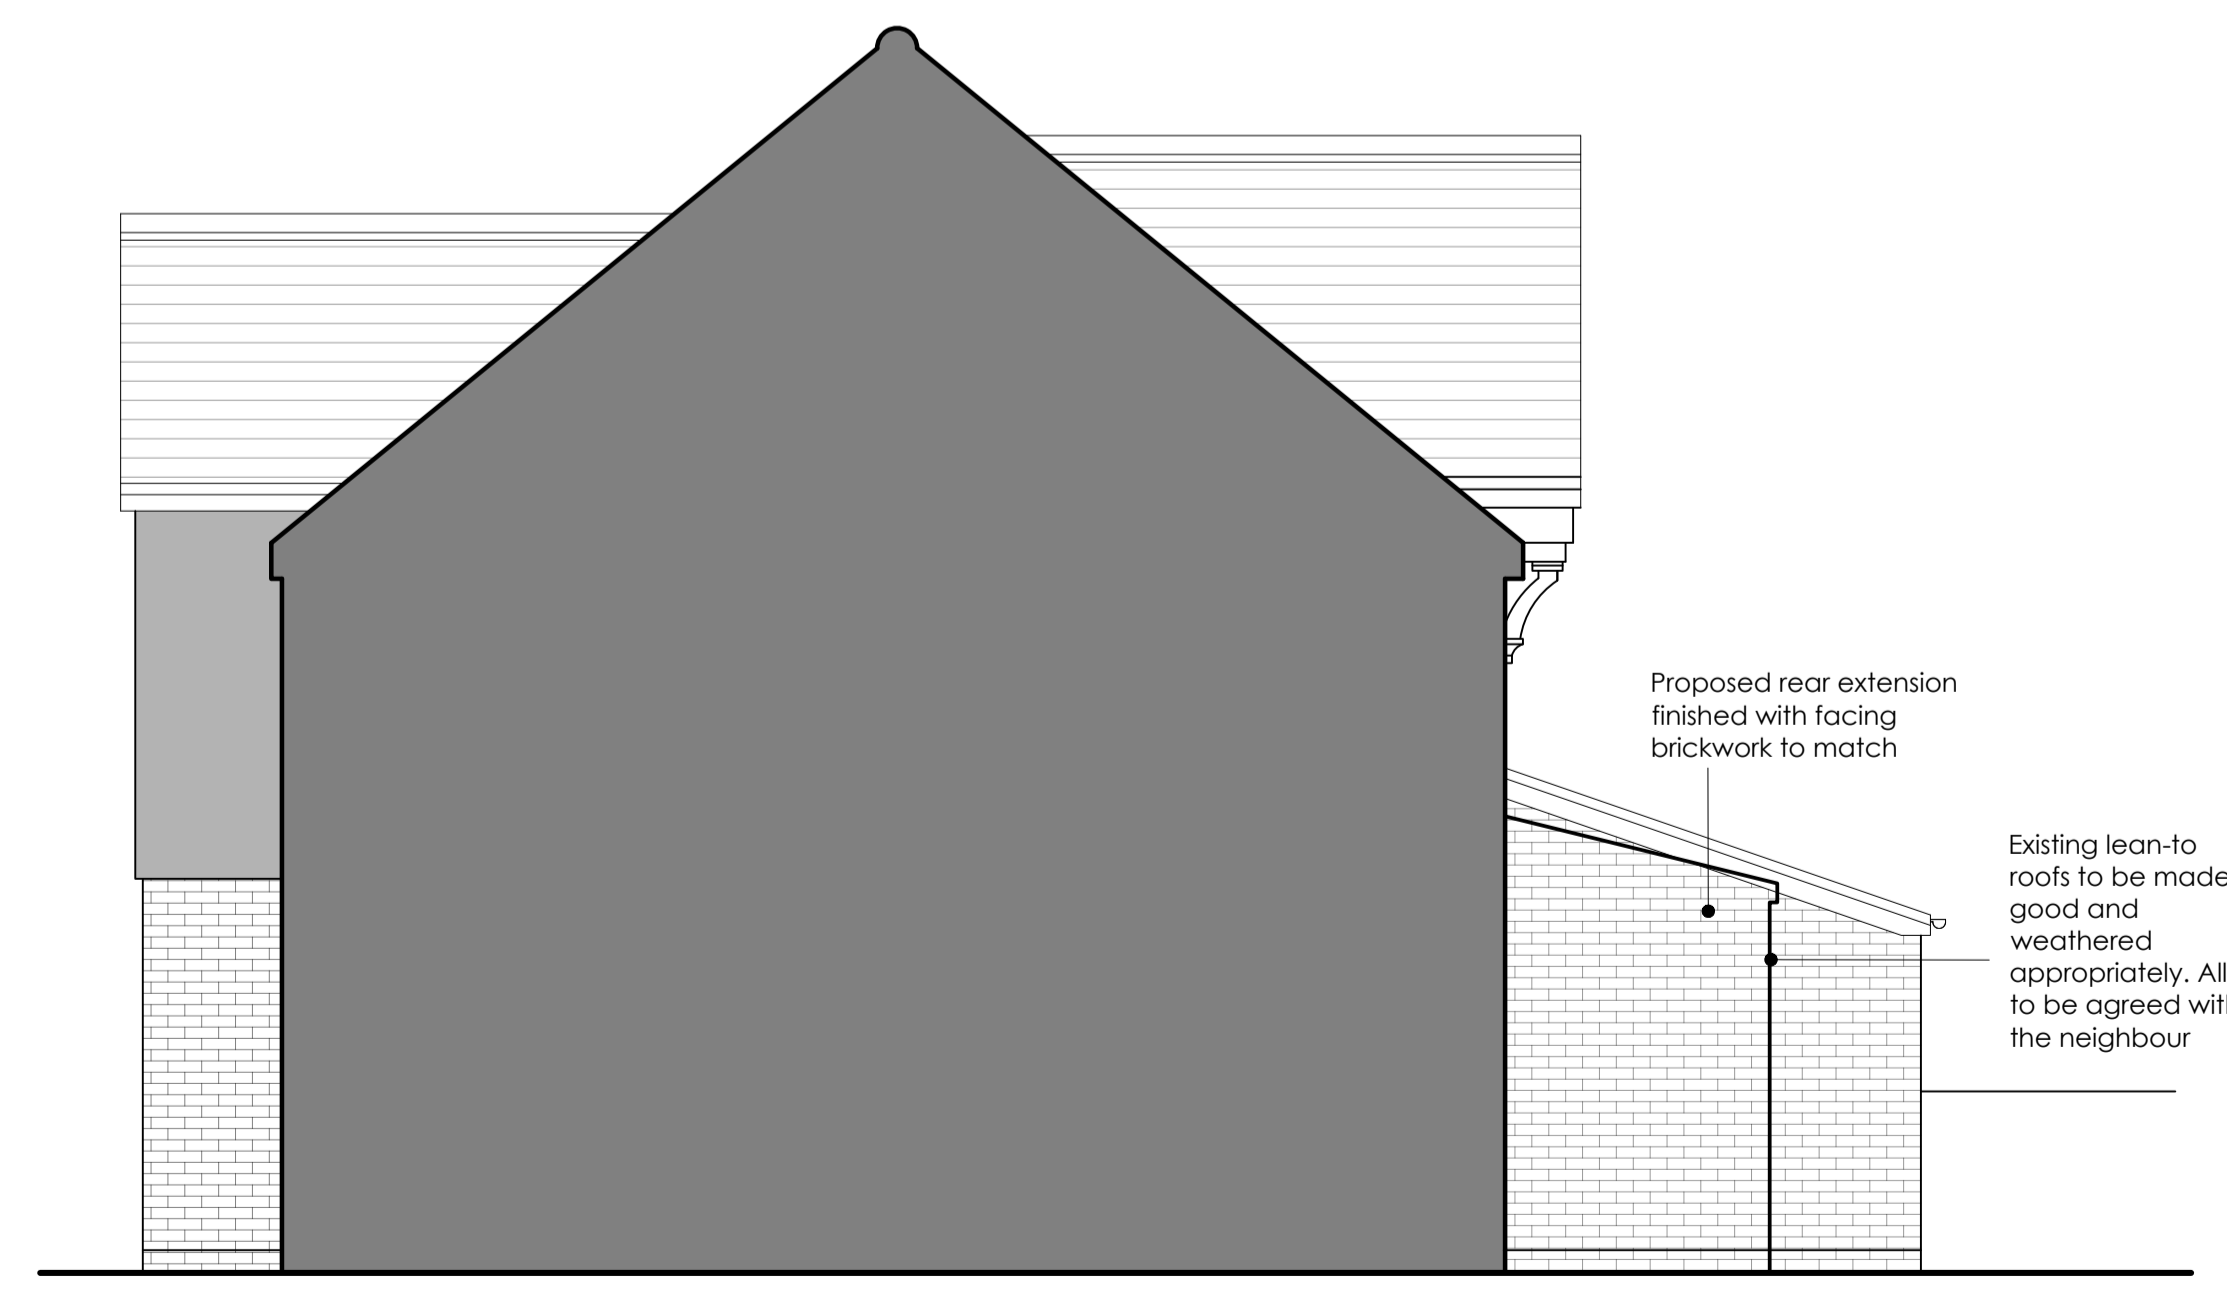 Proposed rear extension
finished with facing
brickwork to match
Existing lean-to
roofs to be made
good and
weathered
appropriately. All
to be agreed
the neighbour